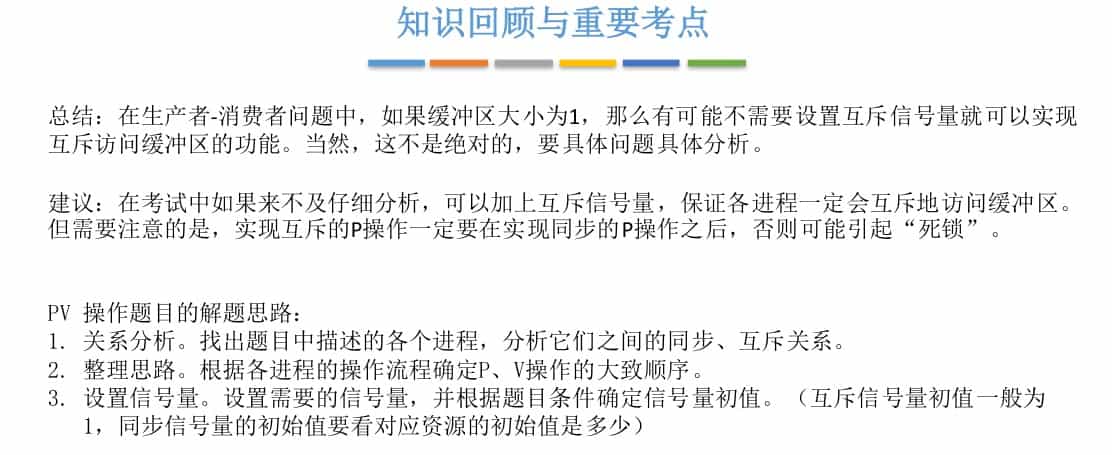 知识回顾与重要考点
总结：在生产者-消费者问题中，如果缓冲区大小为1，那么有可能不需要设置互斥信号量就可以实现
互斥访问缓冲区的功能。当然，这不是绝对的，要具体问题具体分析。
建议：在考试中如果来不及仔细分析，可以加上互斥信号量，保证各进程一定会互斥地访问缓冲区。
但需要注意的是，实现互斥的P操作一定要在实现同步的P操作之后，否则可能引起“死锁”。
PV 操作题目的解题思路：
1. 关系分析。找出题目中描述的各个进程，分析它们之间的同步、互斥关系。
2. 整理思路。根据各进程的操作流程确定P、V操作的大致顺序。
3. 设置信号量。设置需要的信号量，并根据题目条件确定信号量初值。（互斥信号量初值一般为
1，同步信号量的初始值要看对应资源的初始值是多少）